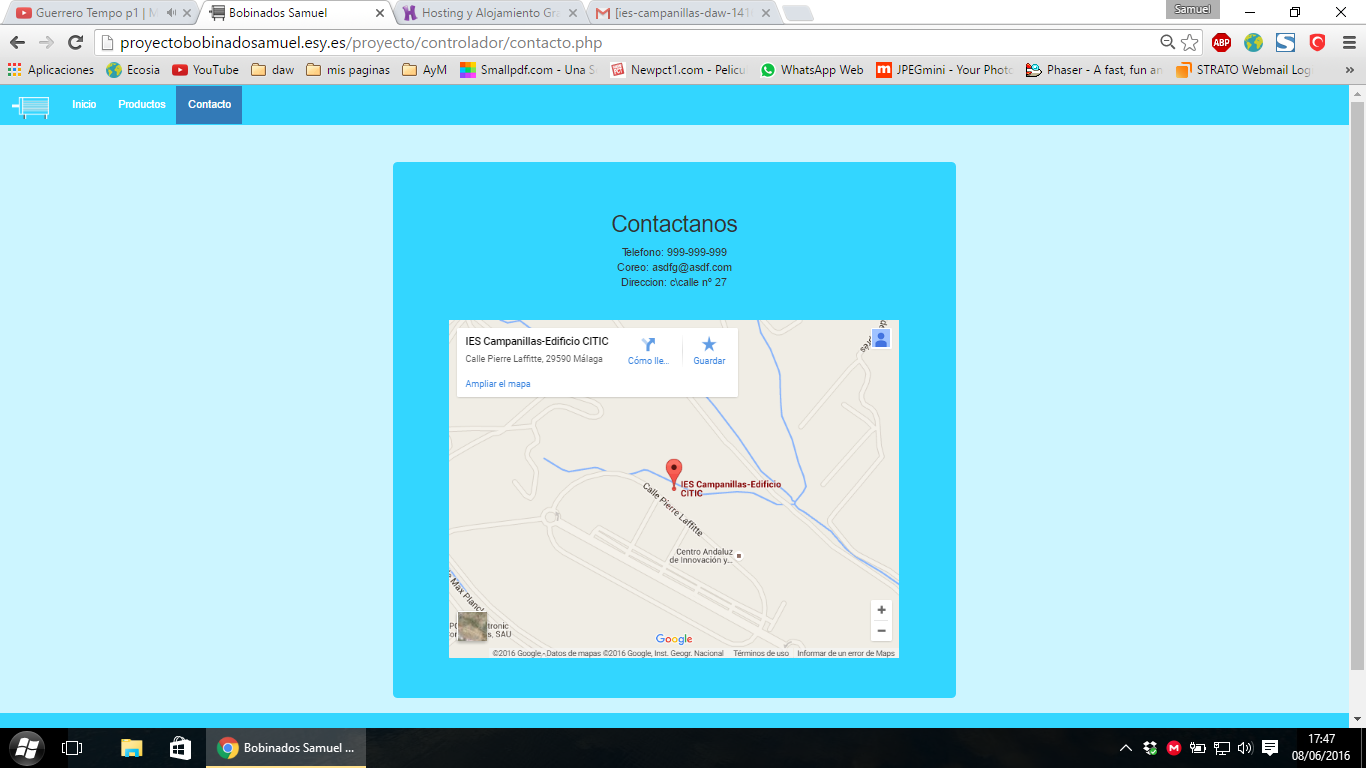 Guerrero Tempo p1 | M
Bobinados Samuel
Hosting y Alojamiento Gra
[ies-campanillas-daw-141
Samuel
proyectobobinadosamuel.esy.es/proyecto/controlador/contacto.php
ABP
Aplicaciones
Ecosia
YouTube
daw
mis paginas
AyM
Smallpdf.com - Una S
Newpct1.com - Pelicu
WhatsApp Web
JPEGmini - Your Phot
Phaser - A fast, fun an
STRATO Webmail Log
»
Inicio
Productos
Contacto
Contactanos
Telefono: 999-999-999
Coreo: asdfg@asdf.com
Direccion: c\calle nº 27
IES Campanillas-Edificio CITIC
Calle Pierre Laffitte, 29590 Málaga
Ampliar el mapa
Cómo lle...
Guardar
IES Campanillas-Edificio
CITIC
Calle Pierre Laffitte
Centro Andaluz
de Innovación y...
Max Planc
tronic
s, SAU
+
−
Google
©2016 Google - Datos de mapas ©2016 Google, Inst. Geogr. Nacional
Términos de uso
Informar de un error de Maps
Bobinados Samuel ...
17:47
08/06/2016